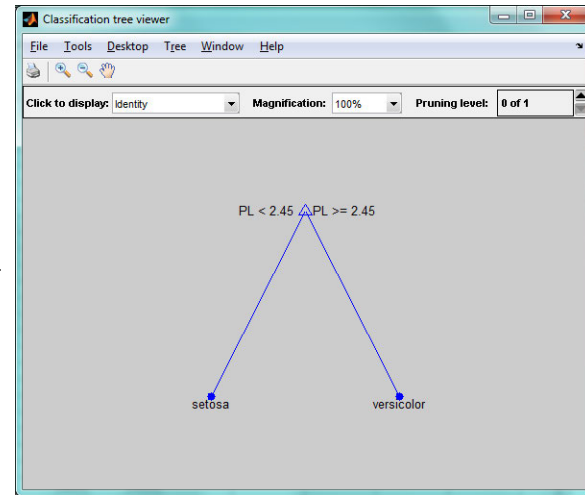 Classification tree viewer
File Tools Desktop Tree Window Help
Click to display: Identity Magnification: 100% Pruning level: 0 of 1
PL < 2.45 PL >= 2.45
setosa versicolor